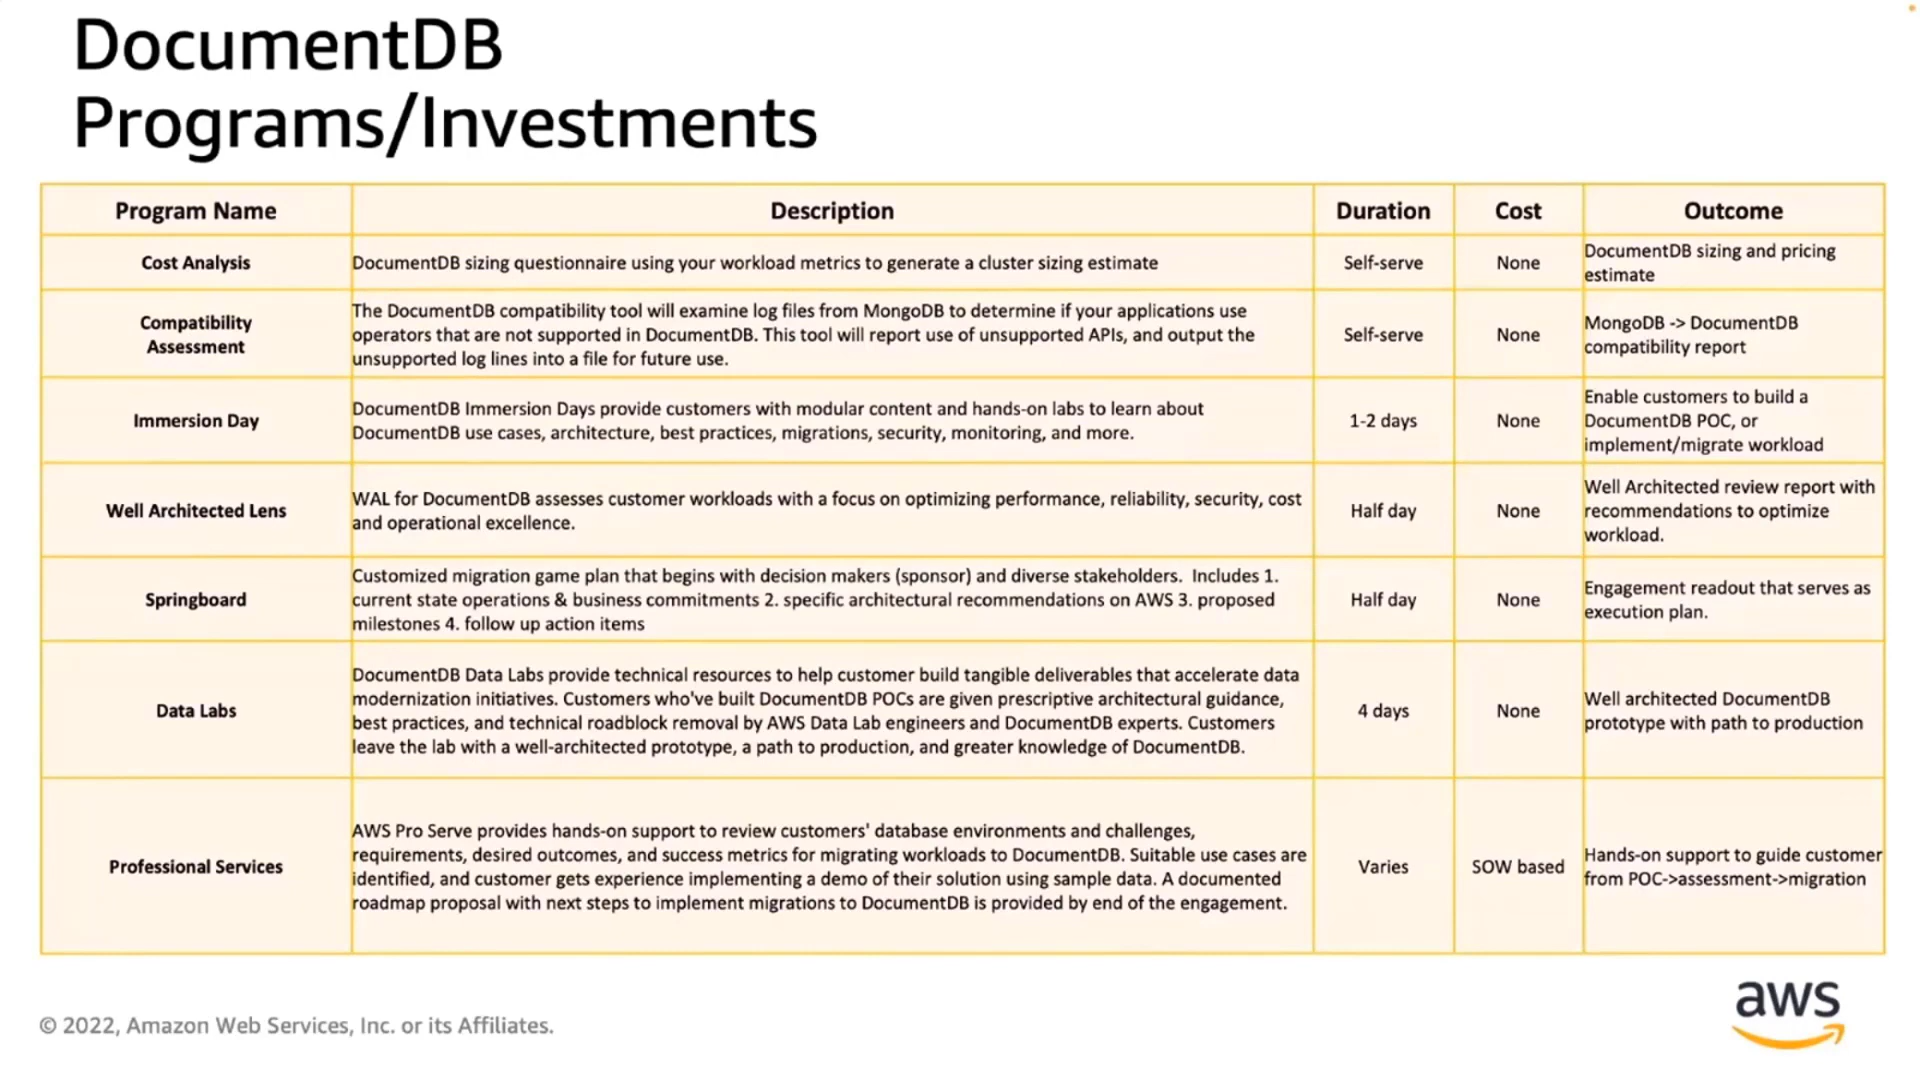 DocumentDB
Programs/Investments
Program Name
Description
Duration
Cost
Outcome
Cost Analysis
DocumentDB sizing questionnaire using your workload metrics to generate a cluster sizing estimate
Self-serve
None
DocumentDB sizing and pricing
estimate
Compatibility
Assessment
The DocumentDB compatibility tool will examine log files from MongoDB to determine if your applications use
operators that are not supported in DocumentDB. This tool will report use of unsupported APIs, and output the
unsupported log lines into a file for future use.
Self-serve
None
MongoDB -> DocumentDB
compatibility report
Immersion Day
DocumentDB Immersion Days provide customers with modular content and hands-on labs to learn about
DocumentDB use cases, architecture, best practices, migrations, security, monitoring, and more.
1-2 days
None
Enable customers to build a
DocumentDB POC, or
implement/migrate workload
Well Architected Lens
WAL for DocumentDB assesses customer workloads with a focus on optimizing performance, reliability, security, cost
and operational excellence.
Half day
None
Well Architected review report with
recommendations to optimize
workload.
Springboard
Customized migration game plan that begins with decision makers (sponsor) and diverse stakeholders.  Includes 1.
current state operations & business commitments 2. specific architectural recommendations on AWS 3. proposed
milestones 4. follow up action items
Half day
None
Engagement readout that serves as
execution plan.
Data Labs
DocumentDB Data Labs provide technical resources to help customer build tangible deliverables that accelerate data
modernization initiatives. Customers who've built DocumentDB POCs are given prescriptive architectural guidance,
best practices, and technical roadblock removal by AWS Data Lab engineers and DocumentDB experts. Customers
leave the lab with a well-architected prototype, a path to production, and greater knowledge of DocumentDB.
4 days
None
Well architected DocumentDB
prototype with path to production
Professional Services
AWS Pro Serve provides hands-on support to review customers' database environments and challenges,
requirements, desired outcomes, and success metrics for migrating workloads to DocumentDB. Suitable use cases are
identified, and customer gets experience implementing a demo of their solution using sample data. A documented
roadmap proposal with next steps to implement migrations to DocumentDB is provided by end of the engagement.
Varies
SOW based
Hands-on support to guide customer
from POC->assessment->migration
© 2022, Amazon Web Services, Inc. or its Affiliates.
aws